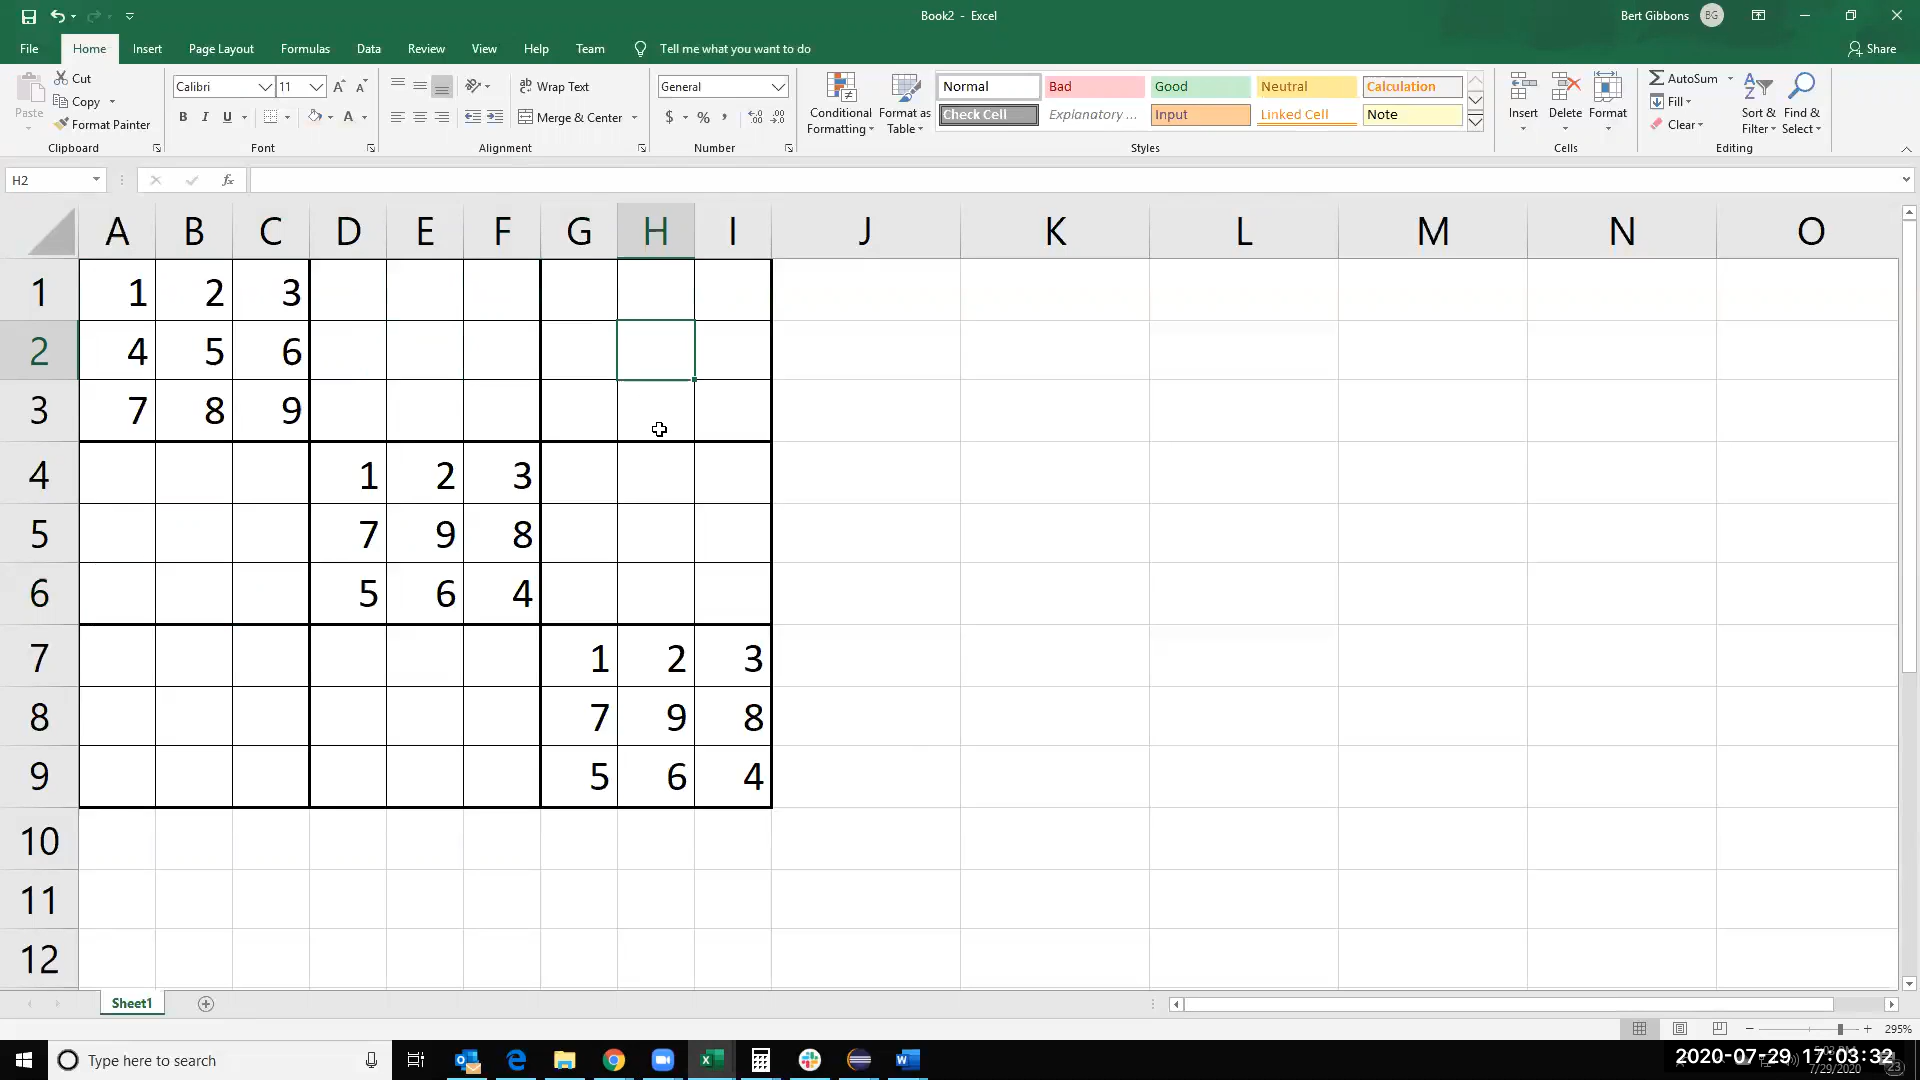 Book2 - Excel
Bert Gibbons BG
File Home Insert Page Layout Formulas Data Review View Help Team Tell me what you want to do Share
Paste Cut Copy Format Painter Clipboard
Calibri 11 A A B I U A Font
Wrap Text Merge & Center Alignment
General $ % , Number
Conditional Formatting Format as Table
Normal Bad Good Neutral Calculation
Check Cell Explanatory ... Input Linked Cell Note
Styles
Insert Delete Format Cells
AutoSum Fill Clear Sort & Filter Find & Select Editing
H2 fx
A B C D E F G H I J K L M N O
1 1 2 3
2 4 5 6
3 7 8 9
4 1 2 3
5 7 9 8
6 5 6 4
7 1 2 3
8 7 9 8
9 5 6 4
10
11
12
Sheet1
295%
Type here to search
2020-07-29 17:03:32
7/29/2020
23